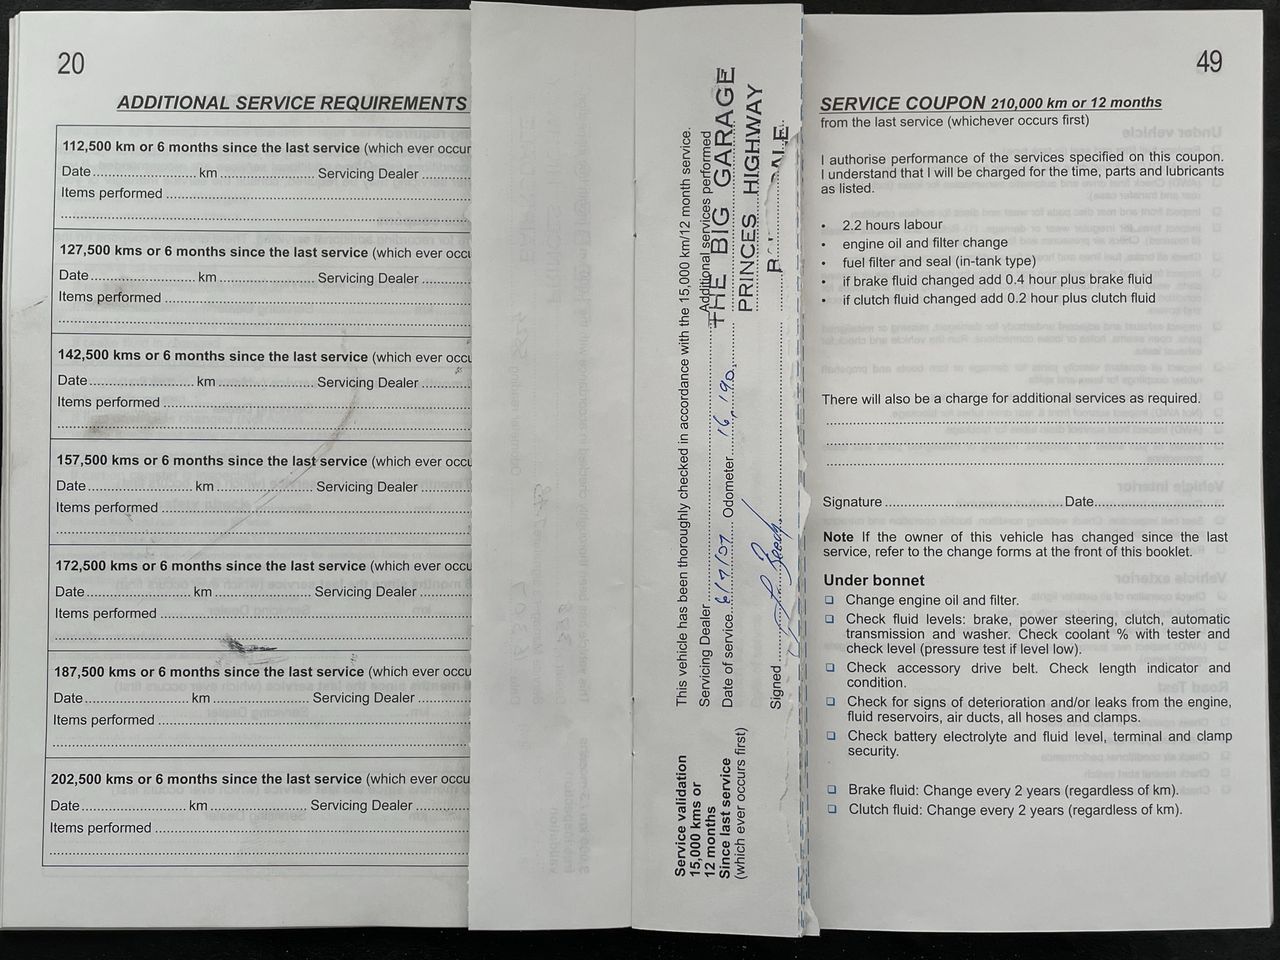 20
ADDITIONAL SERVICE REQUIREMENTS
112,500 km or 6 months since the last service (which ever occur
Date.......................... km ........................ Servicing Dealer ............
Items performed ..............................
..............................
127,500 km or 6 months since the last service (which ever occu
Date.......................... km ........................ Servicing Dealer ............
Items performed ..............................
..............................
142,500 kms or 6 months since the last service (which ever occu
Date.......................... km ........................ Servicing Dealer ............
Items performed ..............................
..............................
157,500 kms or 6 months since the last service (which ever occu
Date.......................... km ........................ Servicing Dealer ............
Items performed ..............................
..............................
172,500 kms or 6 months since the last service (which ever occu
Date.......................... km ........................ Servicing Dealer ............
Items performed ..............................
..............................
187,500 kms or 6 months since the last service (which ever occu
Date.......................... km ........................ Servicing Dealer ............
Items performed ..............................
..............................
202,500 kms or 6 months since the last service (which ever occu
Date.......................... km ........................ Servicing Dealer ............
Items performed ..............................
..............................
Service validation
15,000 kms or
12 months
Since last service
(which ever occurs first)
This vehicle has been thoroughly checked in accordance with the 15,000 km/12 month service.
Servicing Dealer.............................. Additional services performed
THE BIG GARAGE
Date of service 6/7/07 Odometer 16,190
PRINCES HIGHWAY
Signed
49
SERVICE COUPON 210,000 km or 12 months
from the last service (whichever occurs first)
I authorise performance of the services specified on this coupon.
I understand that I will be charged for the time, parts and lubricants
as listed.
• 2.2 hours labour
• engine oil and filter change
• fuel filter and seal (in-tank type)
• if brake fluid changed add 0.4 hour plus brake fluid
• if clutch fluid changed add 0.2 hour plus clutch fluid
There will also be a charge for additional services as required.
..............................
..............................
..............................
Signature .............................. Date..............................
Note If the owner of this vehicle has changed since the last
service, refer to the change forms at the front of this booklet.
Under bonnet
❑ Change engine oil and filter.
❑ Check fluid levels: brake, power steering, clutch, automatic
transmission and washer. Check coolant % with tester and
check level (pressure test if level low).
❑ Check accessory drive belt. Check length indicator and
condition.
❑ Check for signs of deterioration and/or leaks from the engine,
fluid reservoirs, air ducts, all hoses and clamps.
❑ Check battery electrolyte and fluid level, terminal and clamp
security.
❑ Brake fluid: Change every 2 years (regardless of km).
❑ Clutch fluid: Change every 2 years (regardless of km).